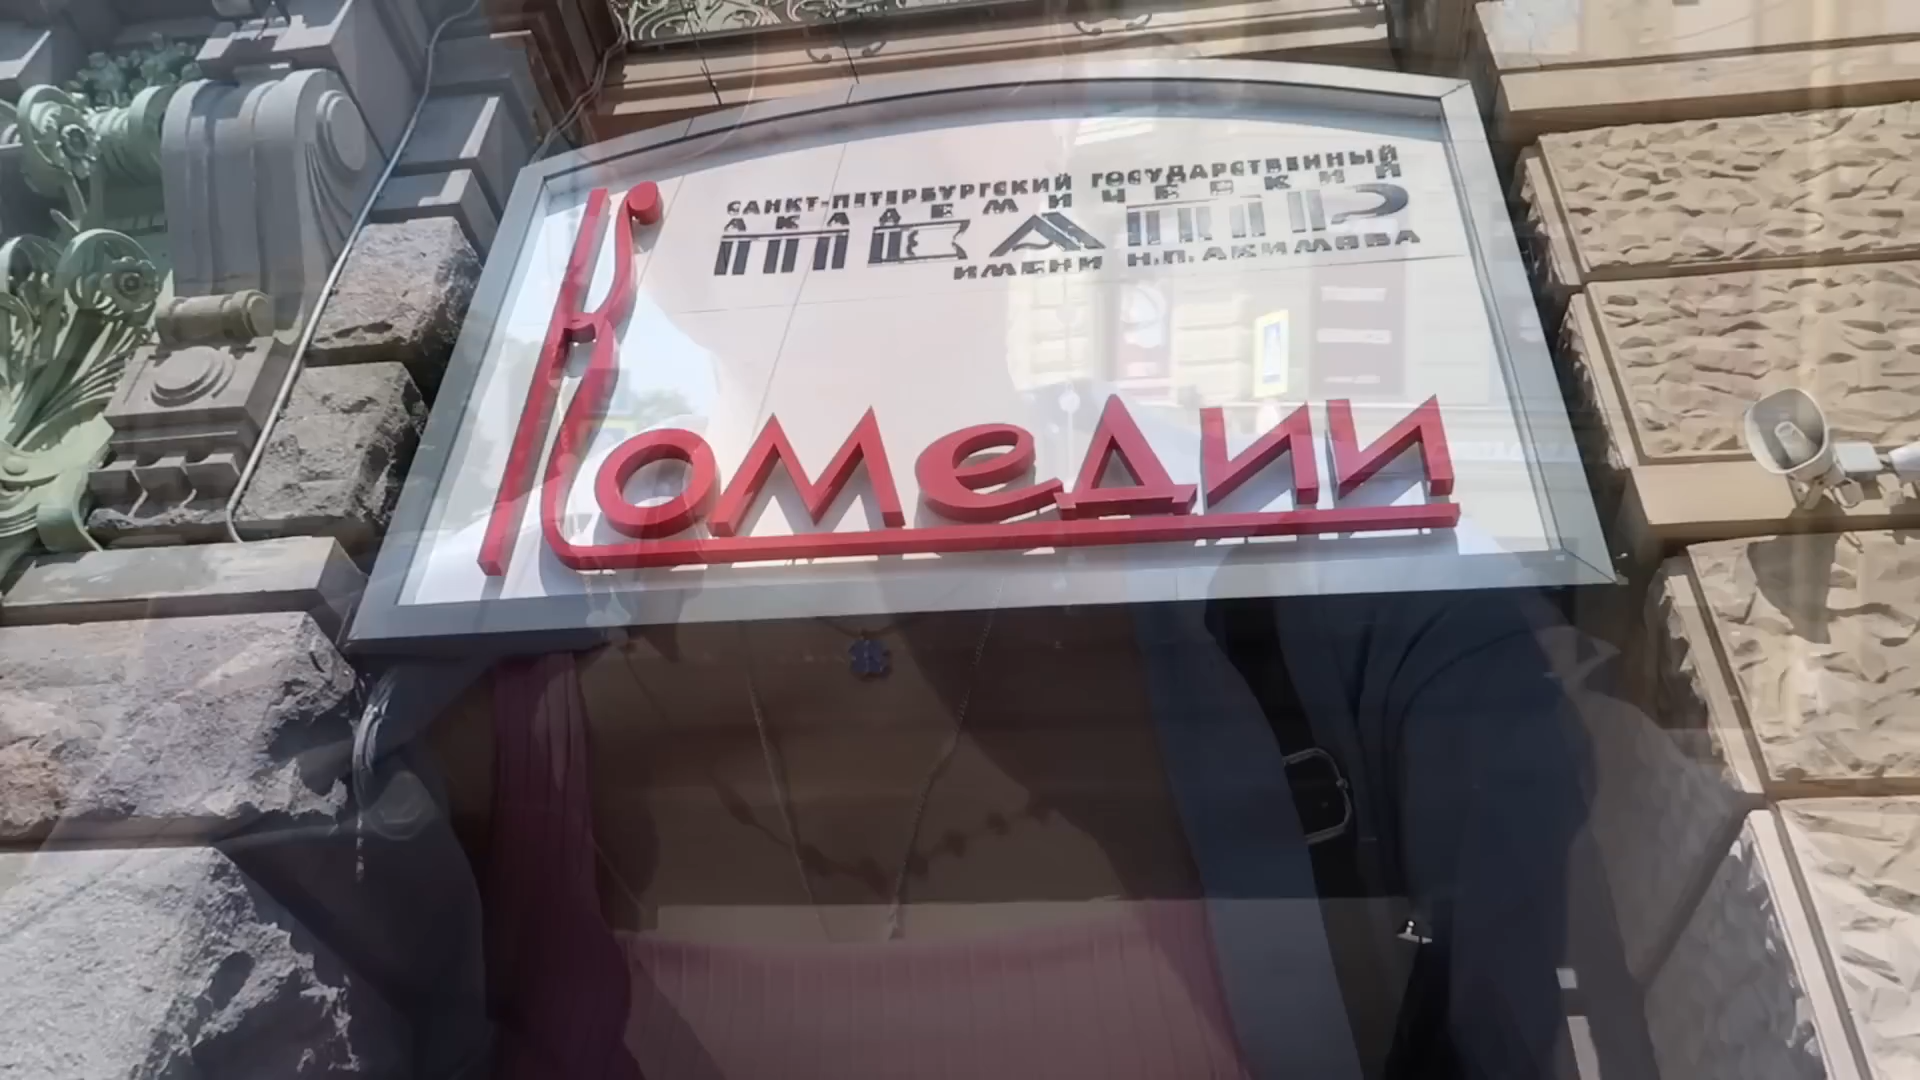 САНКТ-ПЕТЕРБУРГСКИЙ ГОСУДАРСТВЕННЫЙ
АКАДЕМИЧЕСКИЙ
ТЕАТР
ИМЕНИ Н.П. АКИМОВА
Комедии